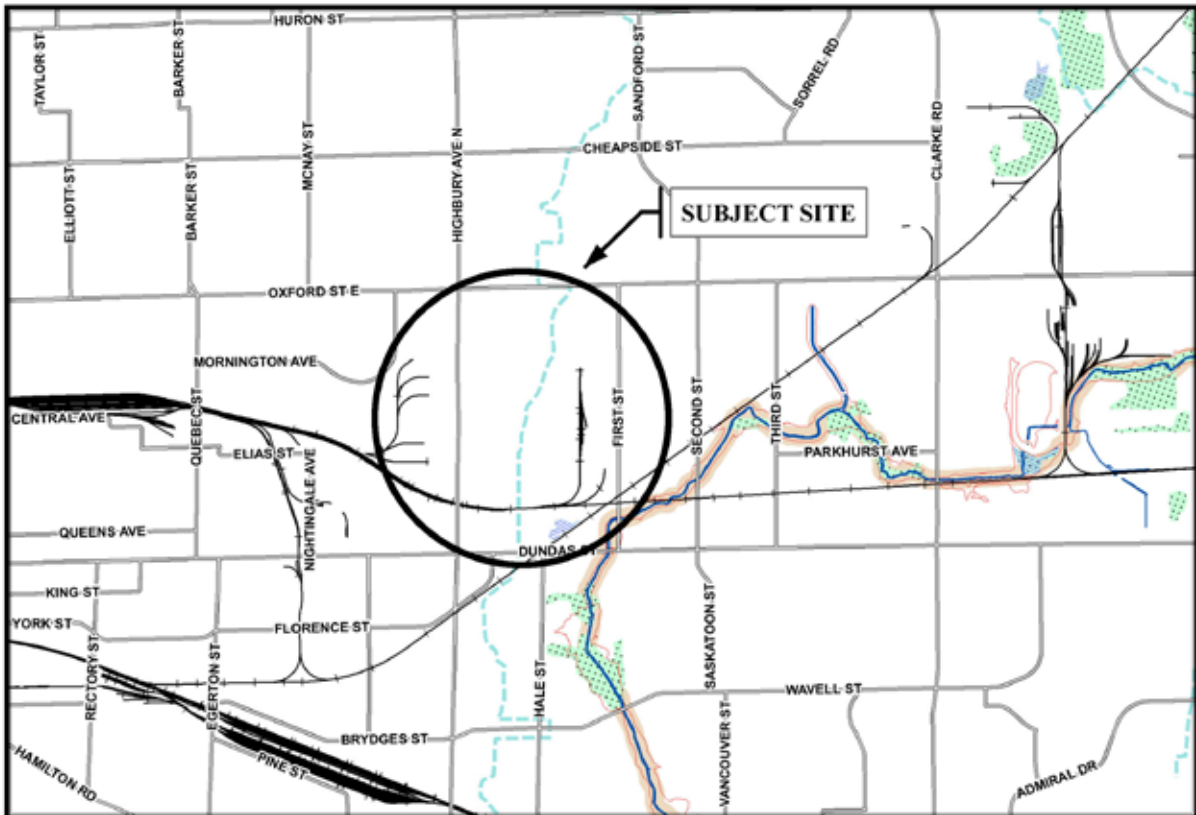 HURON ST
TAYLOR ST
BARKER ST
SANDFORD ST
SORREL RD
MCNAY ST
HIGHBURY AVE N
CLARKE RD
CHEAPSIDE ST
ELLIOTT ST
BARKER ST
SUBJECT SITE
OXFORD ST E
MORNINGTON AVE
CENTRAL AVE
QUEBEC ST
ELIAS ST
FIRST ST
SECOND ST
THIRD ST
PARKHURST AVE
NIGHTINGALE AVE
QUEENS AVE
DUNDAS ST
KING ST
YORK ST
FLORENCE ST
RECTORY ST
EGERTON ST
HALE ST
SASKATOON ST
WAVELL ST
BRYDGES ST
VANCOUVER ST
PINE ST
HAMILTON RD
ADMIRAL DR